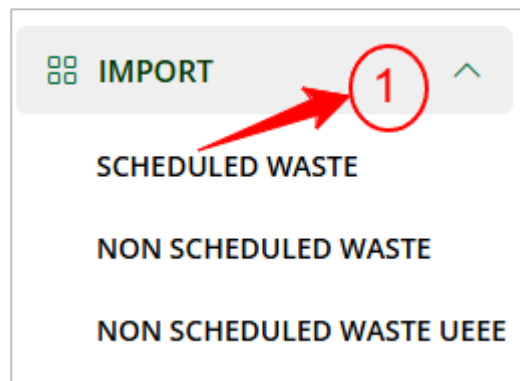 IMPORT 1
SCHEDULED WASTE
NON SCHEDULED WASTE
NON SCHEDULED WASTE UEEE